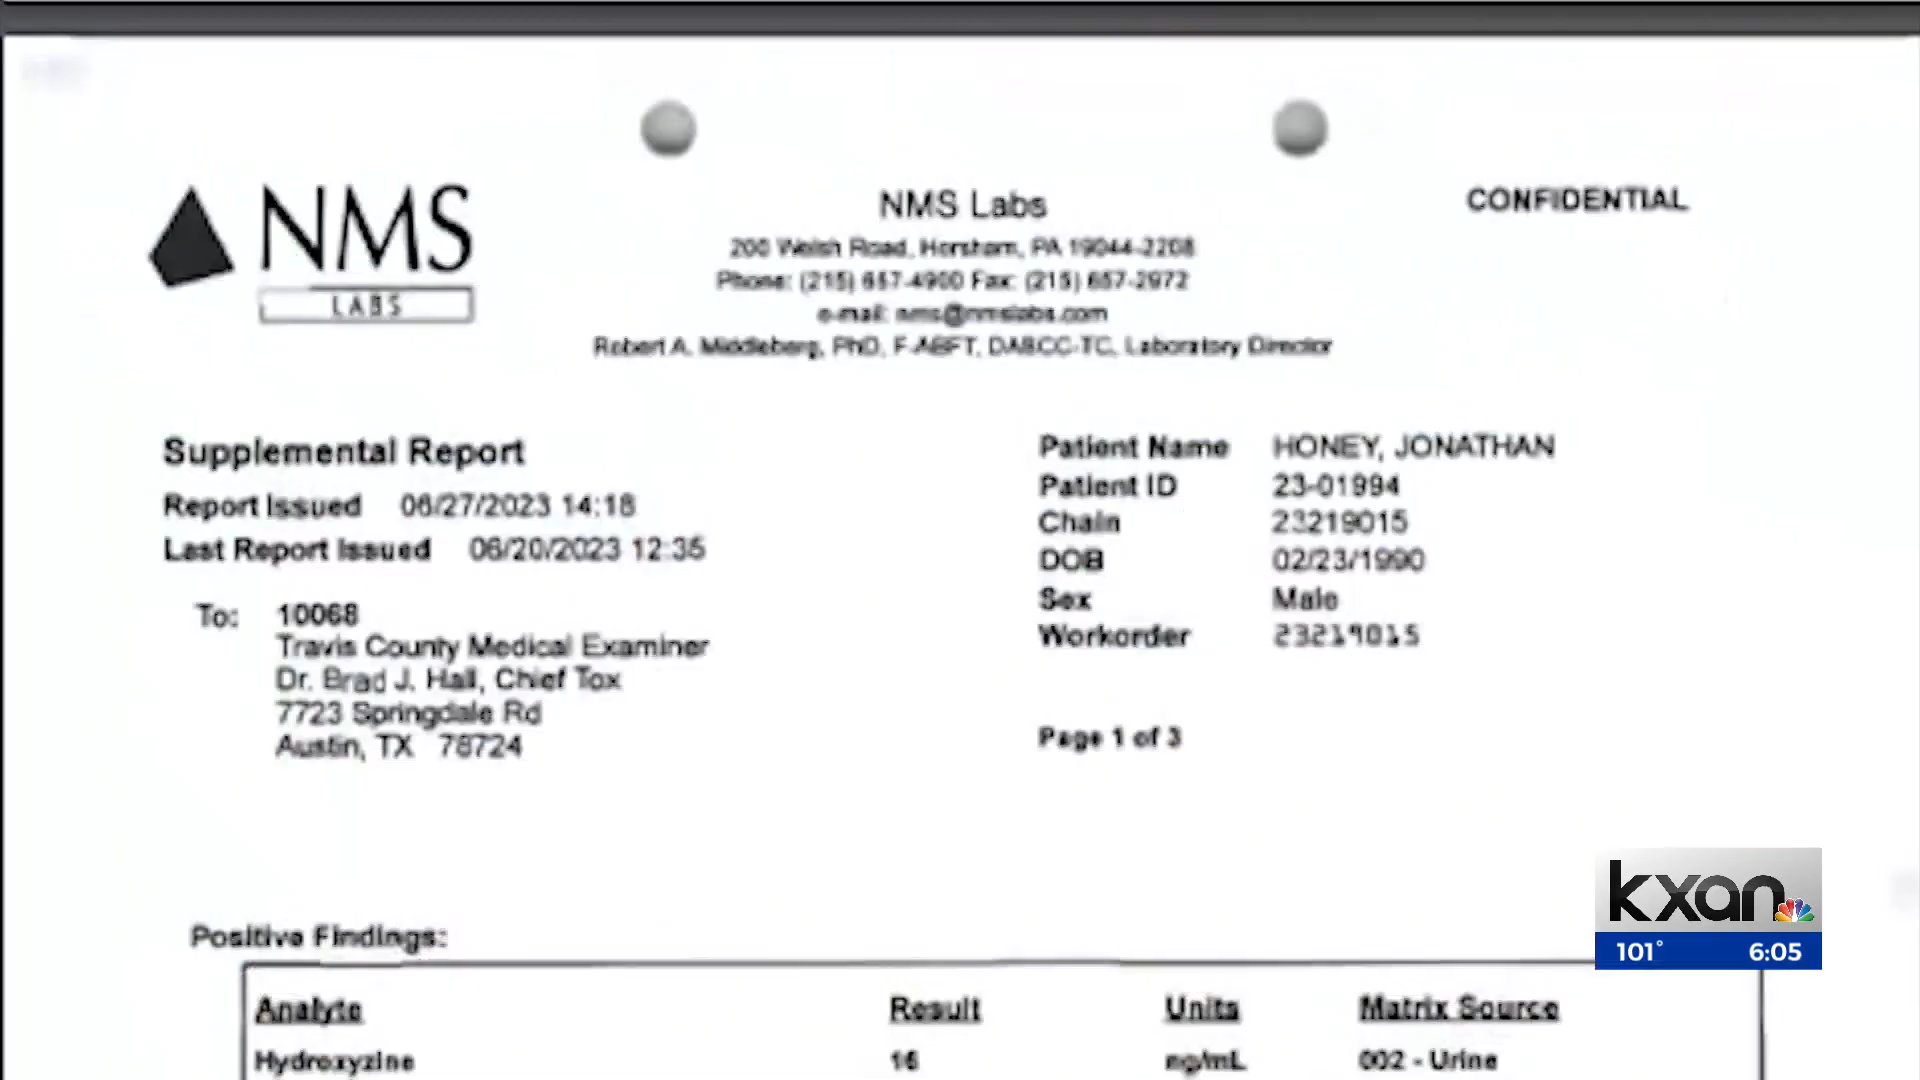 NMS
LABS
NMS Labs
200 Welsh Road, Horsham, PA 19044-2208
Phone: (215) 657-4900 Fax: (215) 657-2972
e-mail: nms@nmslabs.com
Robert A. Middleberg, PhD, F-ABFT, DABCC-TC, Laboratory Director
CONFIDENTIAL
Supplemental Report
Report Issued 06/27/2023 14:18
Last Report Issued 06/20/2023 12:35
To: 10068
Travis County Medical Examiner
Dr. Brad J. Hall, Chief Tox
7723 Springdale Rd
Austin, TX 78724
Patient Name HONEY, JONATHAN
Patient ID 23-01994
Chain 23219015
DOB 02/23/1990
Sex Male
Workorder 23219015
Page 1 of 3
Positive Findings:
Analyte Result Units Matrix Source
Hydroxyzine 16 ng/mL 002 - Urine
kxan
101° 6:05